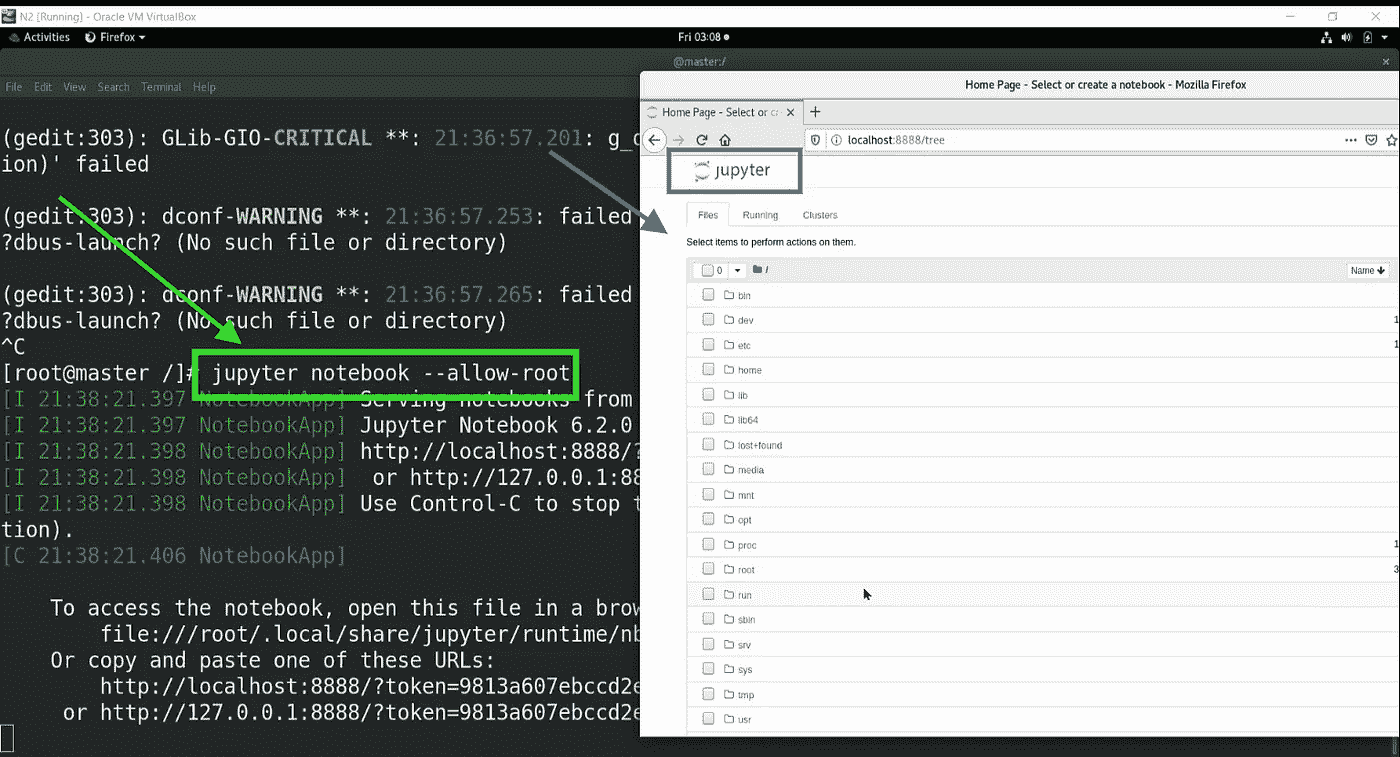 N2 [Running] - Oracle VM VirtualBox
Activities Firefox Fri 03:08
@master:/
File Edit View Search Terminal Help
(gedit:303): GLib-GIO-CRITICAL **: 21:36:57.201:
ion)' failed
(gedit:303): dconf-WARNING **: 21:36:57.253: failed
?dbus-launch? (No such file or directory)
(gedit:303): dconf-WARNING **: 21:36:57.265: failed
?dbus-launch? (No such file or directory)
^C
[root@master /]# jupyter notebook --allow-root
[I 21:38:21.397 NotebookApp] Serving notebooks from
[I 21:38:21.397 NotebookApp] Jupyter Notebook 6.2.0
[I 21:38:21.398 NotebookApp] http://localhost:8888/?
[I 21:38:21.398 NotebookApp] or http://127.0.0.1:88
[I 21:38:21.398 NotebookApp] Use Control-C to stop
tion).
[C 21:38:21.406 NotebookApp]
To access the notebook, open this file in a brow
file:///root/.local/share/jupyter/runtime/nb
Or copy and paste one of these URLs:
http://localhost:8888/?token=9813a607ebccd2e
or http://127.0.0.1:8888/?token=9813a607ebccd2e
Home Page - Select or create a notebook - Mozilla Firefox
Home Page - Select or c
localhost:8888/tree
jupyter
Files Running Clusters
Select items to perform actions on them.
0 / Name
bin
dev 1
etc 1
home
lib
lib64
lost+found
media
mnt
opt
proc 1
root 3
run
sbin
srv
sys
tmp
usr